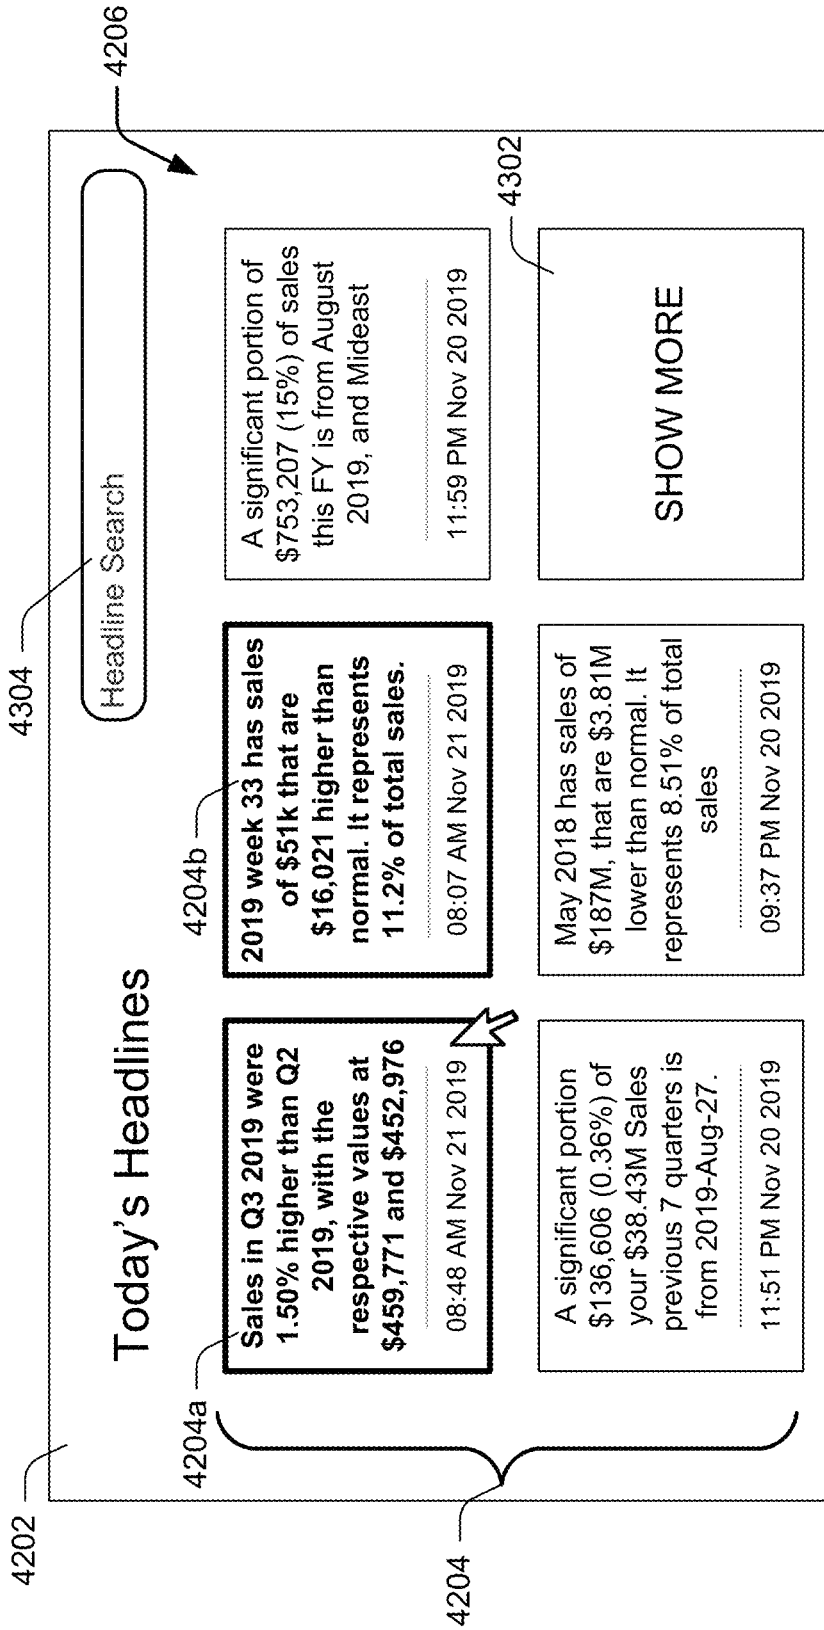 4202
4304
4206
Today's Headlines
Headline Search
4204a
4204b
Sales in Q3 2019 were
1.50% higher than Q2
2019, with the
respective values at
$459,771 and $452,976
08:48 AM Nov 21 2019
2019 week 33 has sales
of $51k that are
$16,021 higher than
normal. It represents
11.2% of total sales.
08:07 AM Nov 21 2019
A significant portion of
$753,207 (15%) of sales
this FY is from August
2019, and Mideast
11:59 PM Nov 20 2019
4204
4302
A significant portion
$136,606 (0.36%) of
your $38.43M Sales
previous 7 quarters is
from 2019-Aug-27.
11:51 PM Nov 20 2019
May 2018 has sales of
$187M, that are $3.81M
lower than normal. It
represents 8.51% of total
sales
09:37 PM Nov 20 2019
SHOW MORE